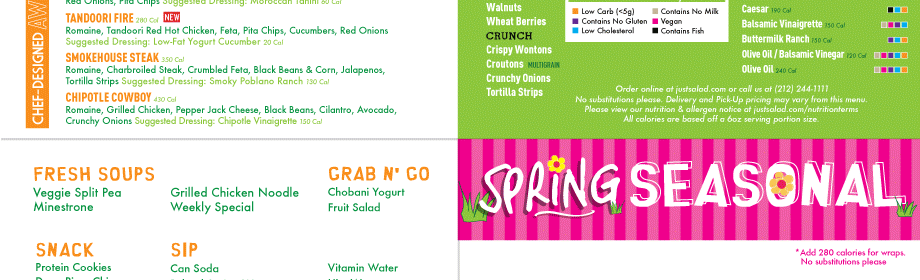 Red Onions, Pita Chips Suggested Dressing: Moroccan Tahini 60 Cal
CHEF-DESIGNED
TANDOORI FIRE 280 Cal NEW
Romaine, Tandoori Red Hot Chicken, Feta, Pita Chips, Cucumbers, Red Onions
Suggested Dressing: Low-Fat Yogurt Cucumber 20 Cal
SMOKEHOUSE STEAK 350 Cal
Romaine, Charbroiled Steak, Crumbled Feta, Black Beans & Corn, Jalapenos,
Tortilla Strips Suggested Dressing: Smoky Poblano Ranch 130 Cal
CHIPOTLE COWBOY 430 Cal
Romaine, Grilled Chicken, Pepper Jack Cheese, Black Beans, Cilantro, Avocado,
Crunchy Onions Suggested Dressing: Chipotle Vinaigrette 150 Cal
Walnuts
Wheat Berries
CRUNCH
Crispy Wontons
Croutons MULTIGRAIN
Crunchy Onions
Tortilla Strips
Low Carb (<5g)
Contains No Gluten
Low Cholesterol
Contains No Milk
Vegan
Contains Fish
Caesar 190 Cal
Balsamic Vinaigrette 150 Cal
Buttermilk Ranch 150 Cal
Olive Oil / Balsamic Vinegar 120 Cal
Olive Oil 240 Cal
Order online at justsalad.com or call us at (212) 244-1111
No substitutions please. Delivery and Pick-Up pricing may vary from this menu.
Please view our nutrition & allergen notice at justsalad.com/nutritionterms
All calories are based off a 6oz serving portion size.
FRESH SOUPS
Veggie Split Pea
Minestrone
Grilled Chicken Noodle
Weekly Special
GRAB N' GO
Chobani Yogurt
Fruit Salad
SNACK
Protein Cookies
SIP
Can Soda
Vitamin Water
SPRING SEASONAL
*Add 280 calories for wraps.
No substitutions please